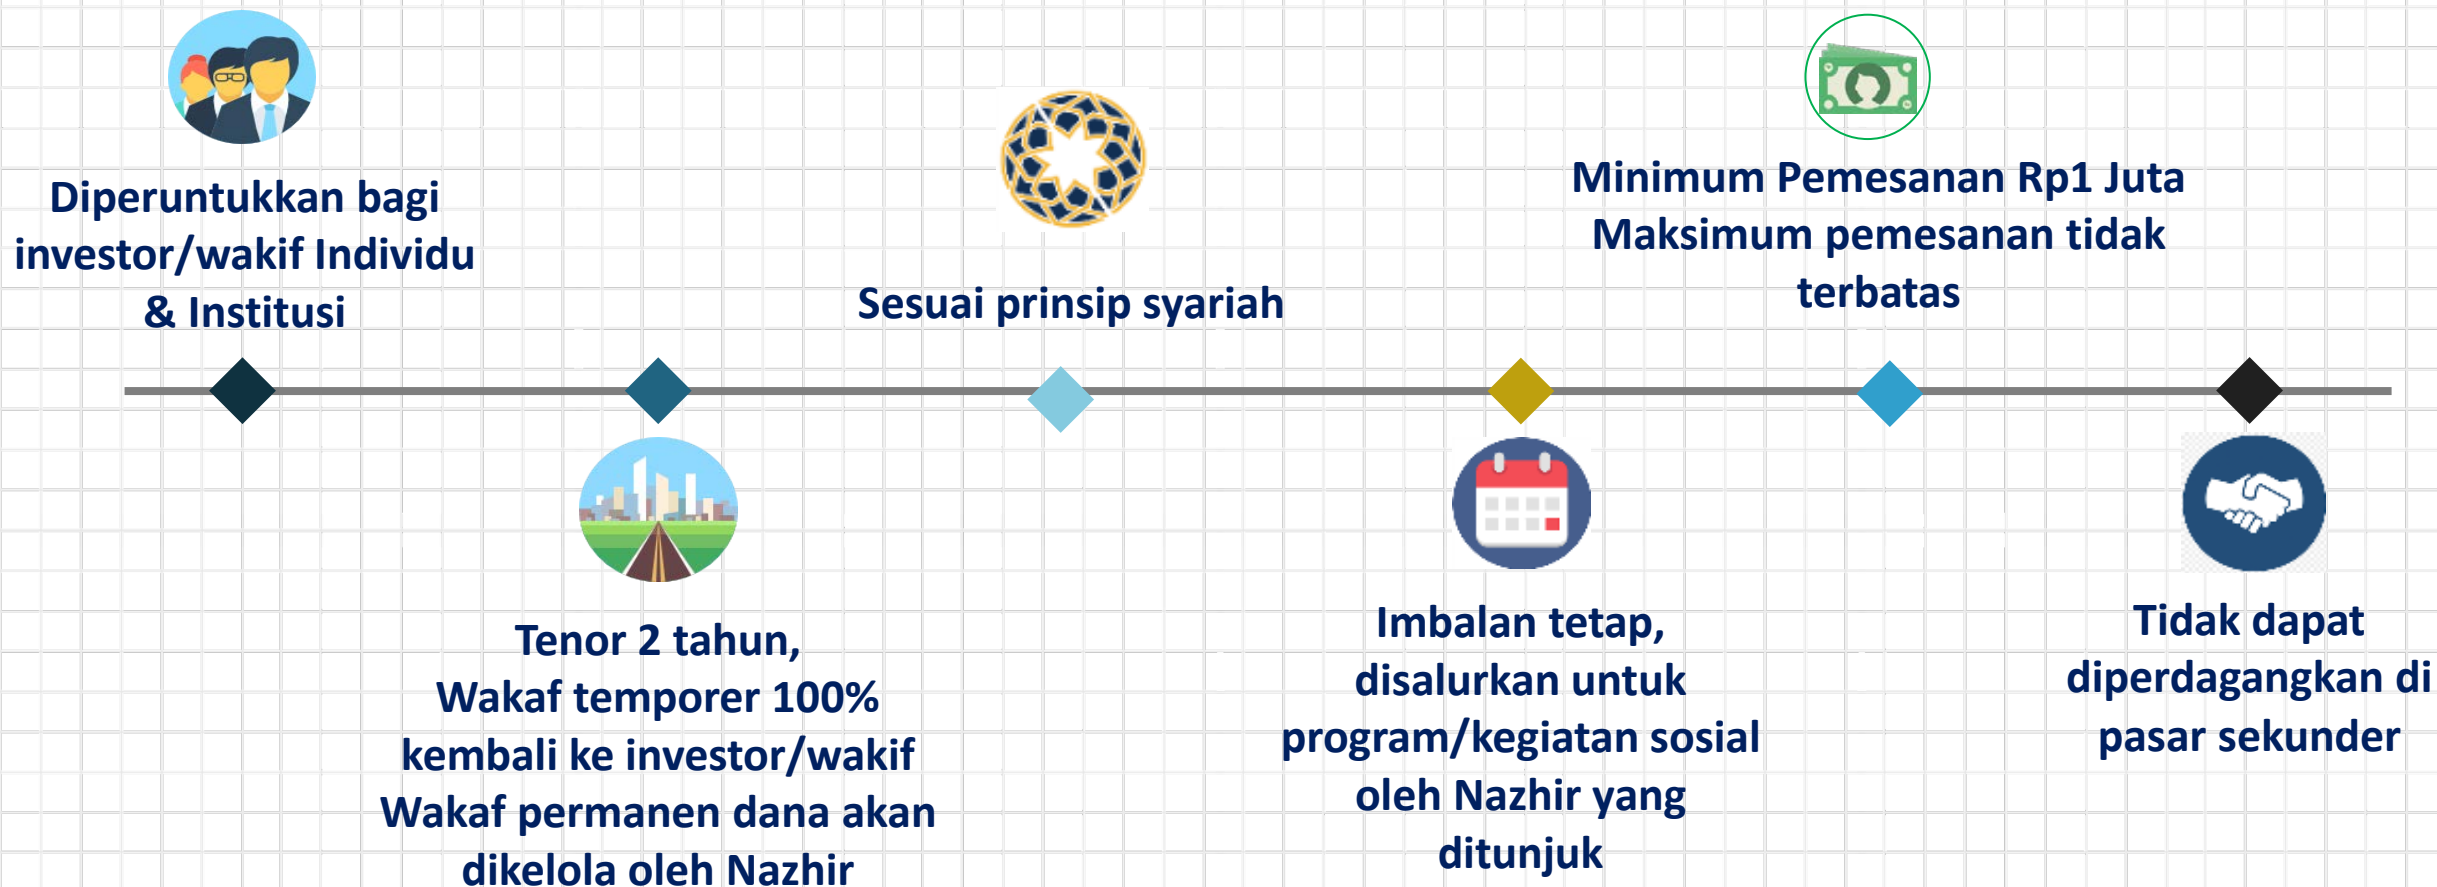 Diperuntukkan bagi
investor/wakif Individu
& Institusi
Tenor 2 tahun,
Wakaf temporer 100%
kembali ke investor/wakif
Wakaf permanen dana akan
dikelola oleh Nazhir
Sesuai prinsip syariah
Imbalan tetap,
disalurkan untuk
program/kegiatan sosial
oleh Nazhir yang
ditunjuk
Minimum Pemesanan Rp1 Juta
Maksimum pemesanan tidak
terbatas
Tidak dapat
diperdagangkan di
pasar sekunder